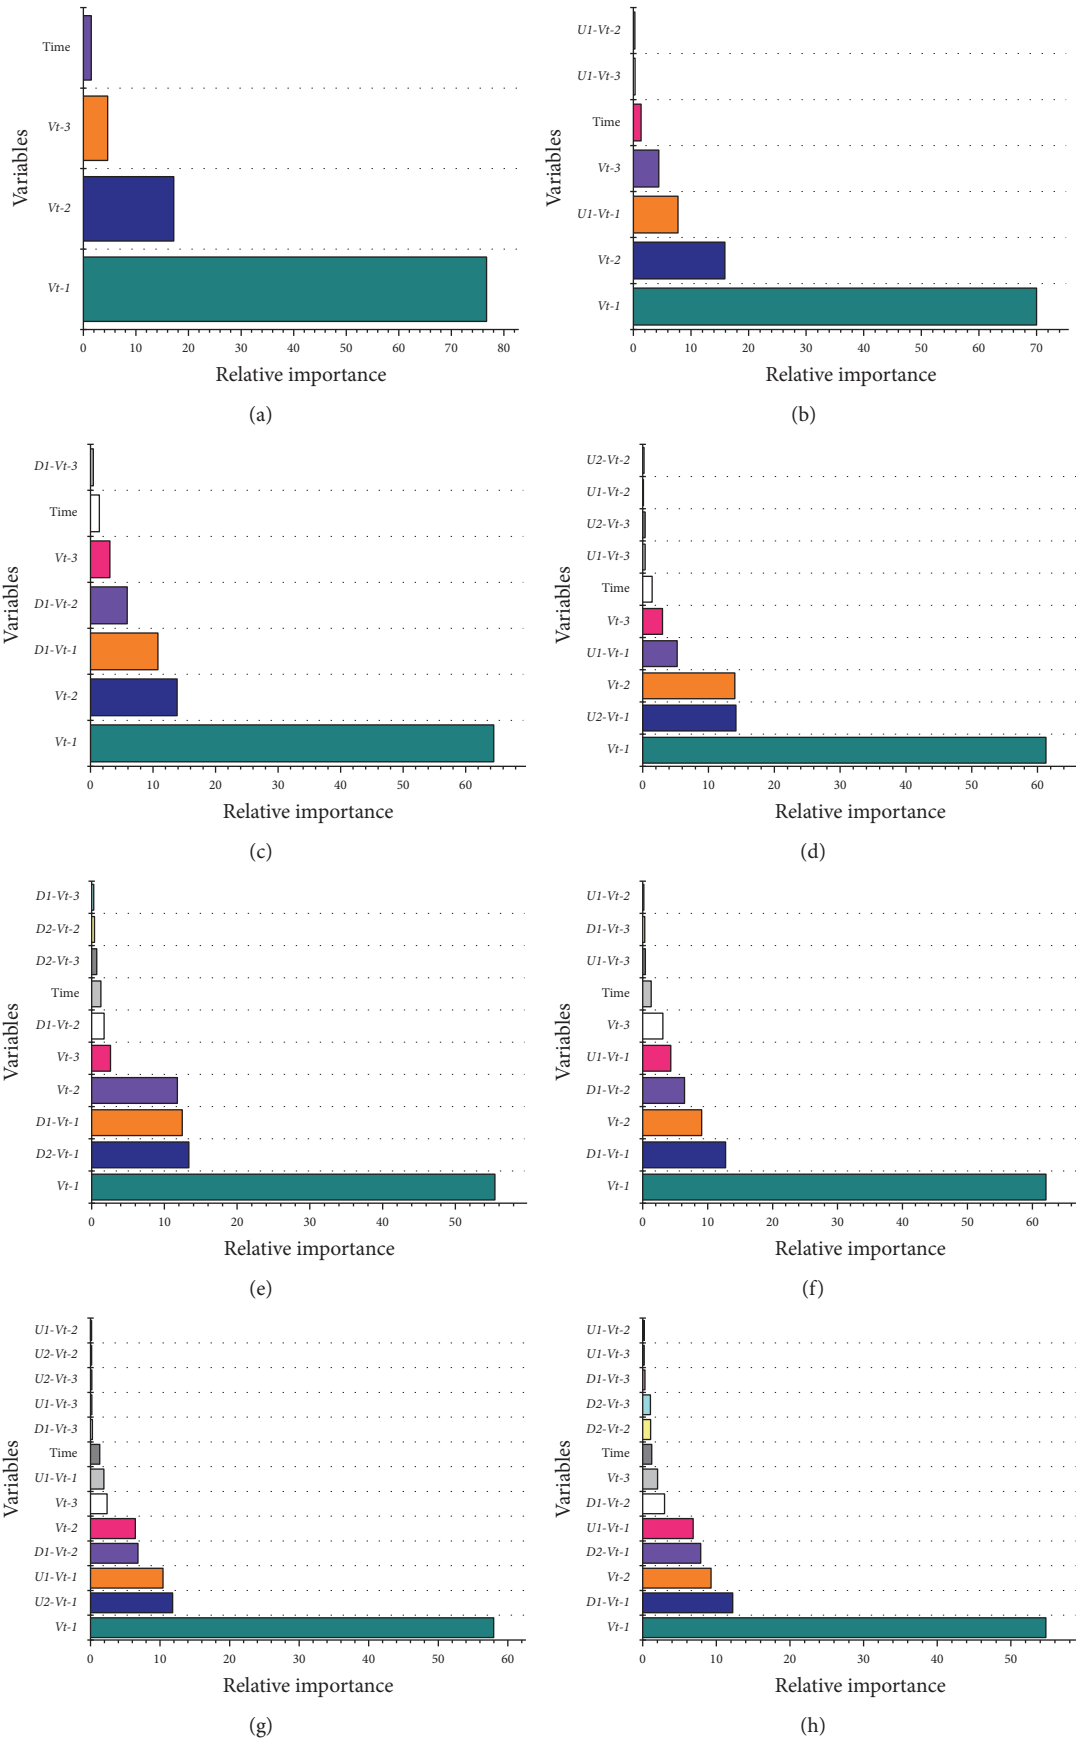 Variables
Time
Vt-3
Vt-2
Vt-1
0 10 20 30 40 50 60 70 80
Relative importance
(a)
Variables
U1-Vt-2
U1-Vt-3
Time
Vt-3
U1-Vt-1
Vt-2
Vt-1
0 10 20 30 40 50 60 70
Relative importance
(b)
Variables
D1-Vt-3
Time
Vt-3
D1-Vt-2
D1-Vt-1
Vt-2
Vt-1
0 10 20 30 40 50 60
Relative importance
(c)
Variables
U2-Vt-2
U1-Vt-2
U2-Vt-3
U1-Vt-3
Time
Vt-3
U1-Vt-1
Vt-2
U2-Vt-1
Vt-1
0 10 20 30 40 50 60
Relative importance
(d)
Variables
D1-Vt-3
D2-Vt-2
D2-Vt-3
Time
D1-Vt-2
Vt-3
Vt-2
D1-Vt-1
D2-Vt-1
Vt-1
0 10 20 30 40 50
Relative importance
(e)
Variables
U1-Vt-2
D1-Vt-3
U1-Vt-3
Time
Vt-3
U1-Vt-1
D1-Vt-2
Vt-2
D1-Vt-1
Vt-1
0 10 20 30 40 50 60
Relative importance
(f)
Variables
U1-Vt-2
U2-Vt-2
U2-Vt-3
U1-Vt-3
D1-Vt-3
Time
U1-Vt-1
Vt-3
Vt-2
D1-Vt-2
U1-Vt-1
U2-Vt-1
Vt-1
0 10 20 30 40 50 60
Relative importance
(g)
Variables
U1-Vt-2
U1-Vt-3
D1-Vt-3
D2-Vt-3
D2-Vt-2
Time
Vt-3
D1-Vt-2
U1-Vt-1
D2-Vt-1
Vt-2
D1-Vt-1
Vt-1
0 10 20 30 40 50
Relative importance
(h)